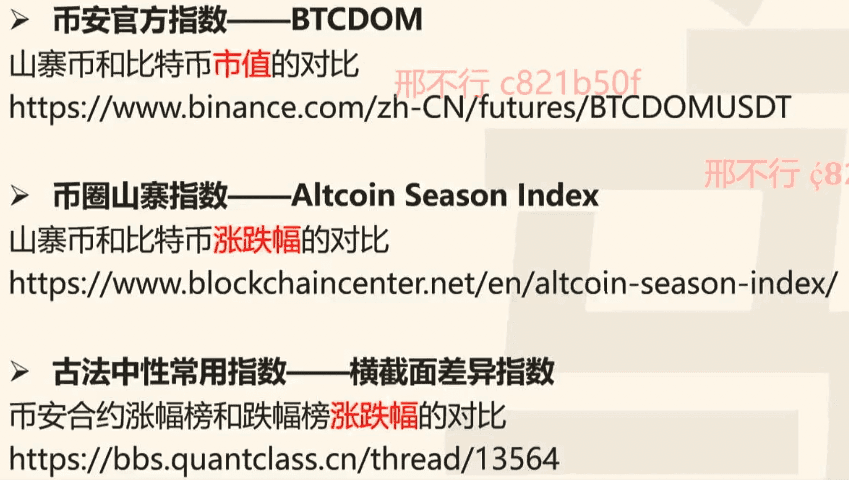 ➢ 币安官方指数——BTCDOM
山寨币和比特币市值的对比
邢不行 c821b50f
https://www.binance.com/zh-CN/futures/BTCDOMUSDT
邢不行
➢ 币圈山寨指数——Altcoin Season Index
山寨币和比特币涨跌幅的对比
https://www.blockchaincenter.net/en/altcoin-season-index/
➢ 古法中性常用指数——横截面差异指数
币安合约涨幅榜和跌幅榜涨跌幅的对比
https://bbs.quantclass.cn/thread/13564